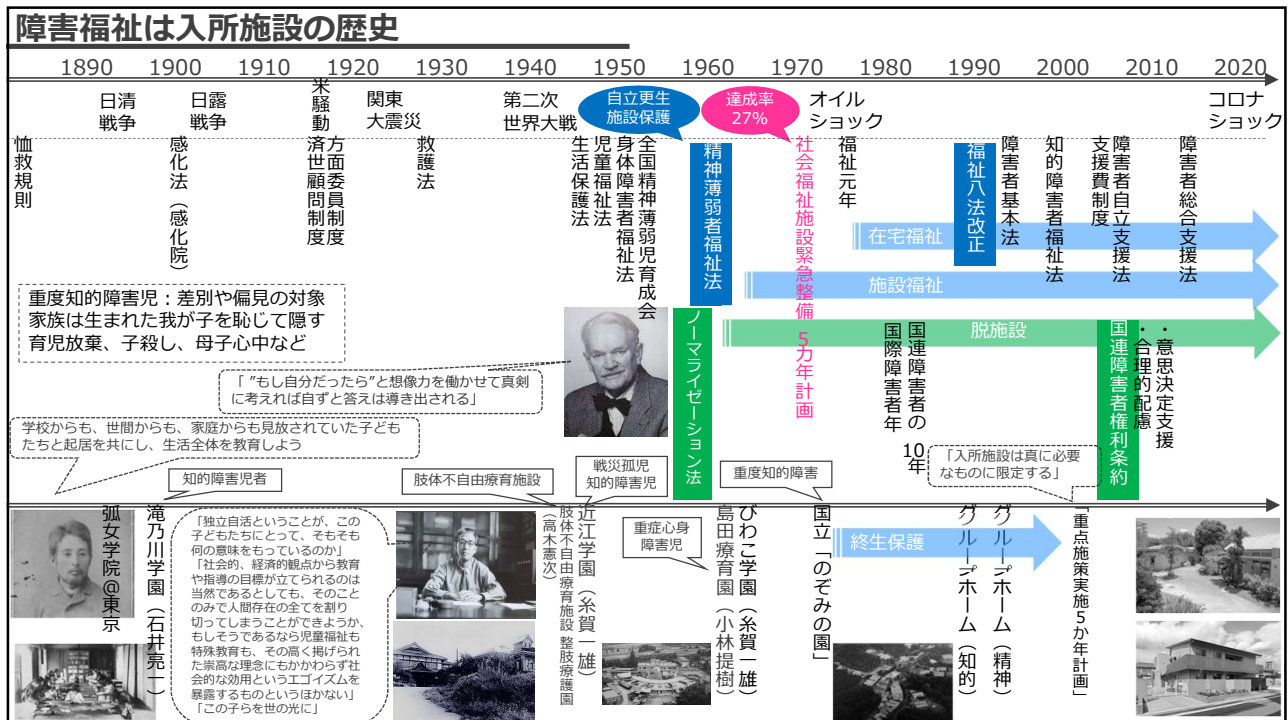 障害福祉は入所施設の歴史
1890
1900
1910
1920
1930
1940
1950
1960
1970
1980
1990
2000
2010
2020
日清
戦争
日露
戦争
米騒動
関東
大震災
第二次
世界大戦
自立更生
施設保護
達成率
27%
オイル
ショック
コロナ
ショック
恤救規則
感化法（感化院）
済世顧問制度
方面委員制度
救護法
生活保護法
児童福祉法
身体障害者福祉法
全国精神薄弱児育成会
精神薄弱者福祉法
社会福祉施設緊急整備5カ年計画
福祉元年
福祉八法改正
障害者基本法
知的障害者福祉法
支援費制度
障害者自立支援法
障害者総合支援法
在宅福祉
施設福祉
脱施設
重度知的障害児：差別や偏見の対象
家族は生まれた我が子を恥じて隠す
育児放棄、子殺し、母子心中など
「 ”もし自分だったら”と想像力を働かせて真剣
に考えれば自ずと答えは導き出される」
ノーマライゼーション法
国際障害者年
国連障害者の10年
国連障害者権利条約
・合理的配慮
・意思決定支援
学校からも、世間からも、家庭からも見放されていた子ども
たちと起居を共にし、生活全体を教育しよう
「入所施設は真に必要
なものに限定する」
知的障害児者
肢体不自由療育施設
戦災孤児
知的障害児
重症心身
障害児
重度知的障害
弧女学院@東京
滝乃川学園（石井亮一）
「独立自活ということが、この
子どもたちにとって、そもそも
何の意味をもっているのか」
「社会的、経済的観点から教育
や指導の目標が立てられるのは
当然であるとしても、そのこと
のみで人間存在の全てを割り
切ってしまうことができようか、
もしそうであるなら児童福祉も
特殊教育も、その高く掲げられ
た崇高な理念にもかかわらず社
会的な効用というエゴイズムを
暴露するものというほかない」
「この子らを世の光に」
肢体不自由療育施設 整肢療護園
（高木憲次）
近江学園（糸賀一雄）
島田療育園（小林提樹）
びわこ学園（糸賀一雄）
国立「のぞみの園」
終生保護
グループホーム（知的）
グループホーム（精神）
「重点施策実施5か年計画」